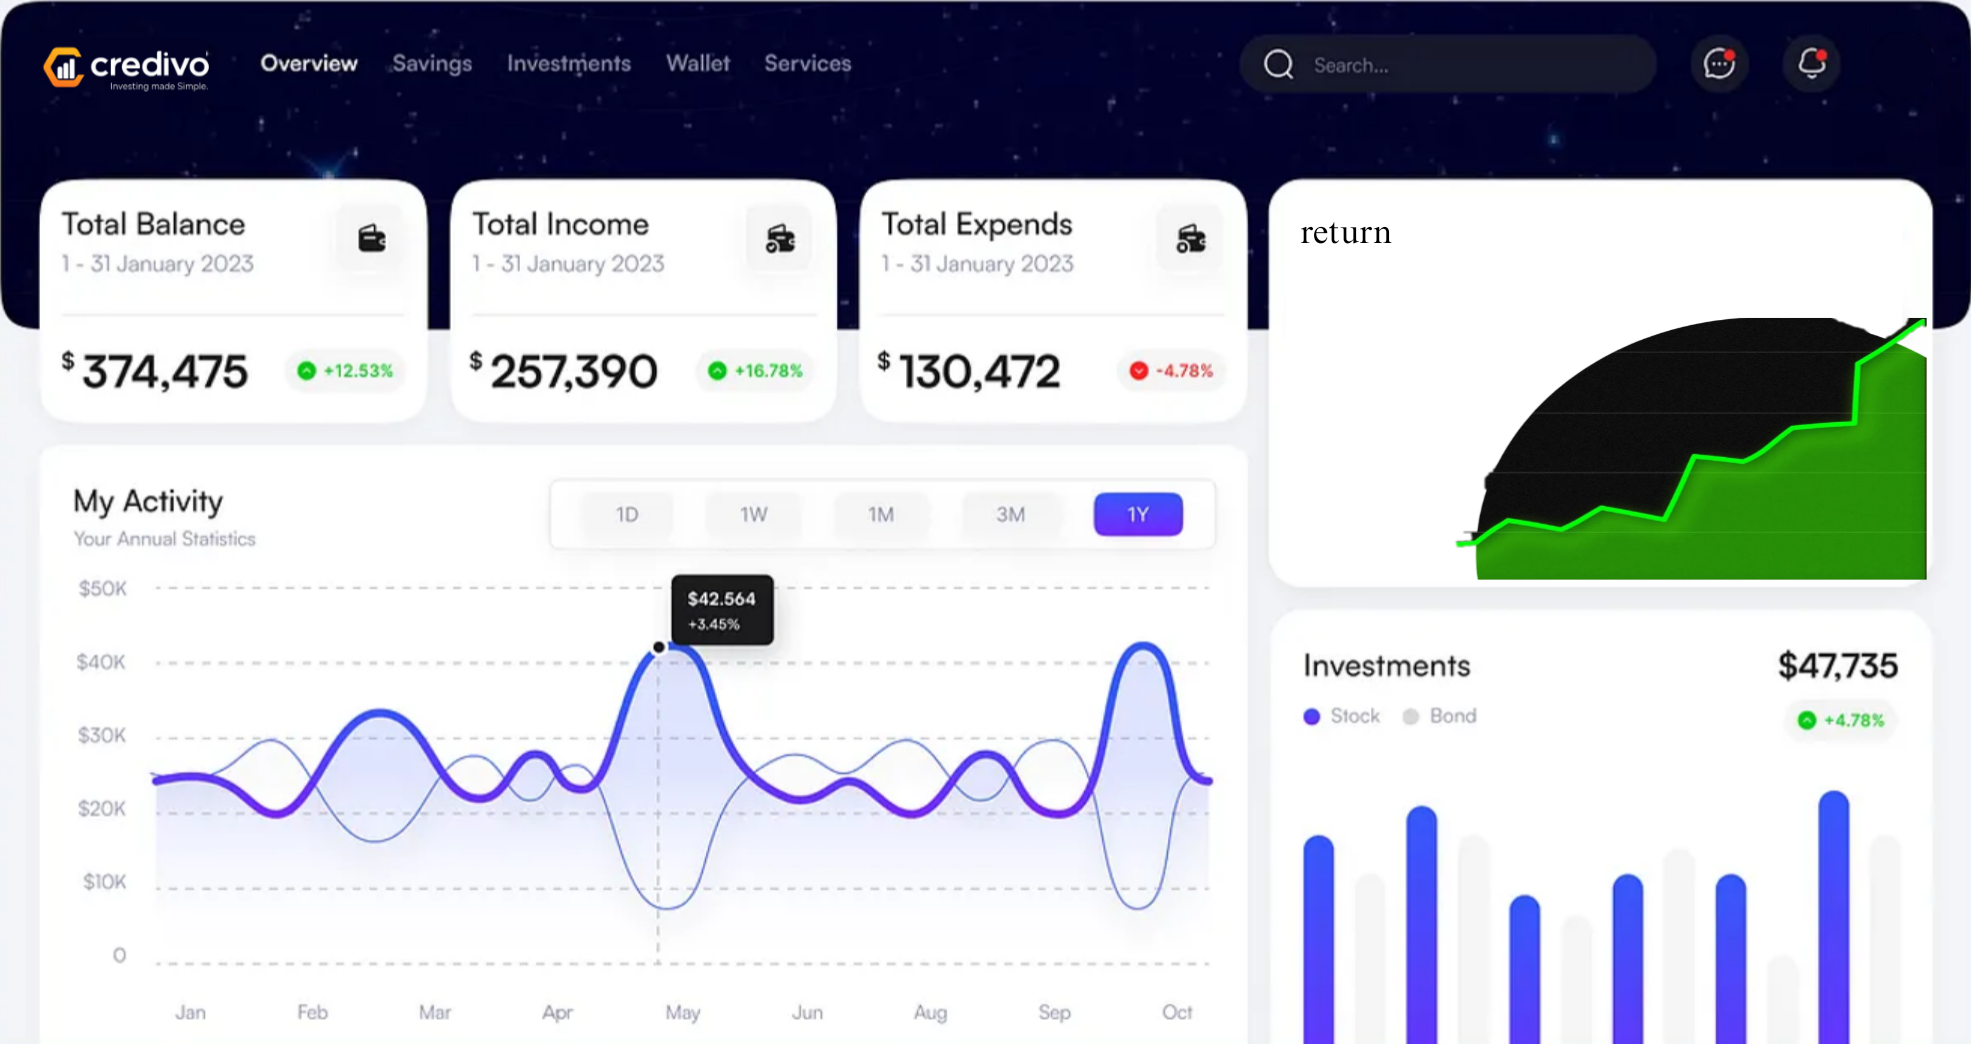 credivo
Investing made Simple.
Overview Savings Investments Wallet Services
Search...
Total Balance
1 - 31 January 2023
$ 374,475 +12.53%
Total Income
1 - 31 January 2023
$ 257,390 +16.78%
Total Expends
1 - 31 January 2023
$ 130,472 -4.78%
return
My Activity
Your Annual Statistics
1D 1W 1M 3M 1Y
$42.564
+3.45%
$50K
$40K
$30K
$20K
$10K
0
Jan Feb Mar Apr May Jun Aug Sep Oct
Investments $47,735
Stock Bond +4.78%